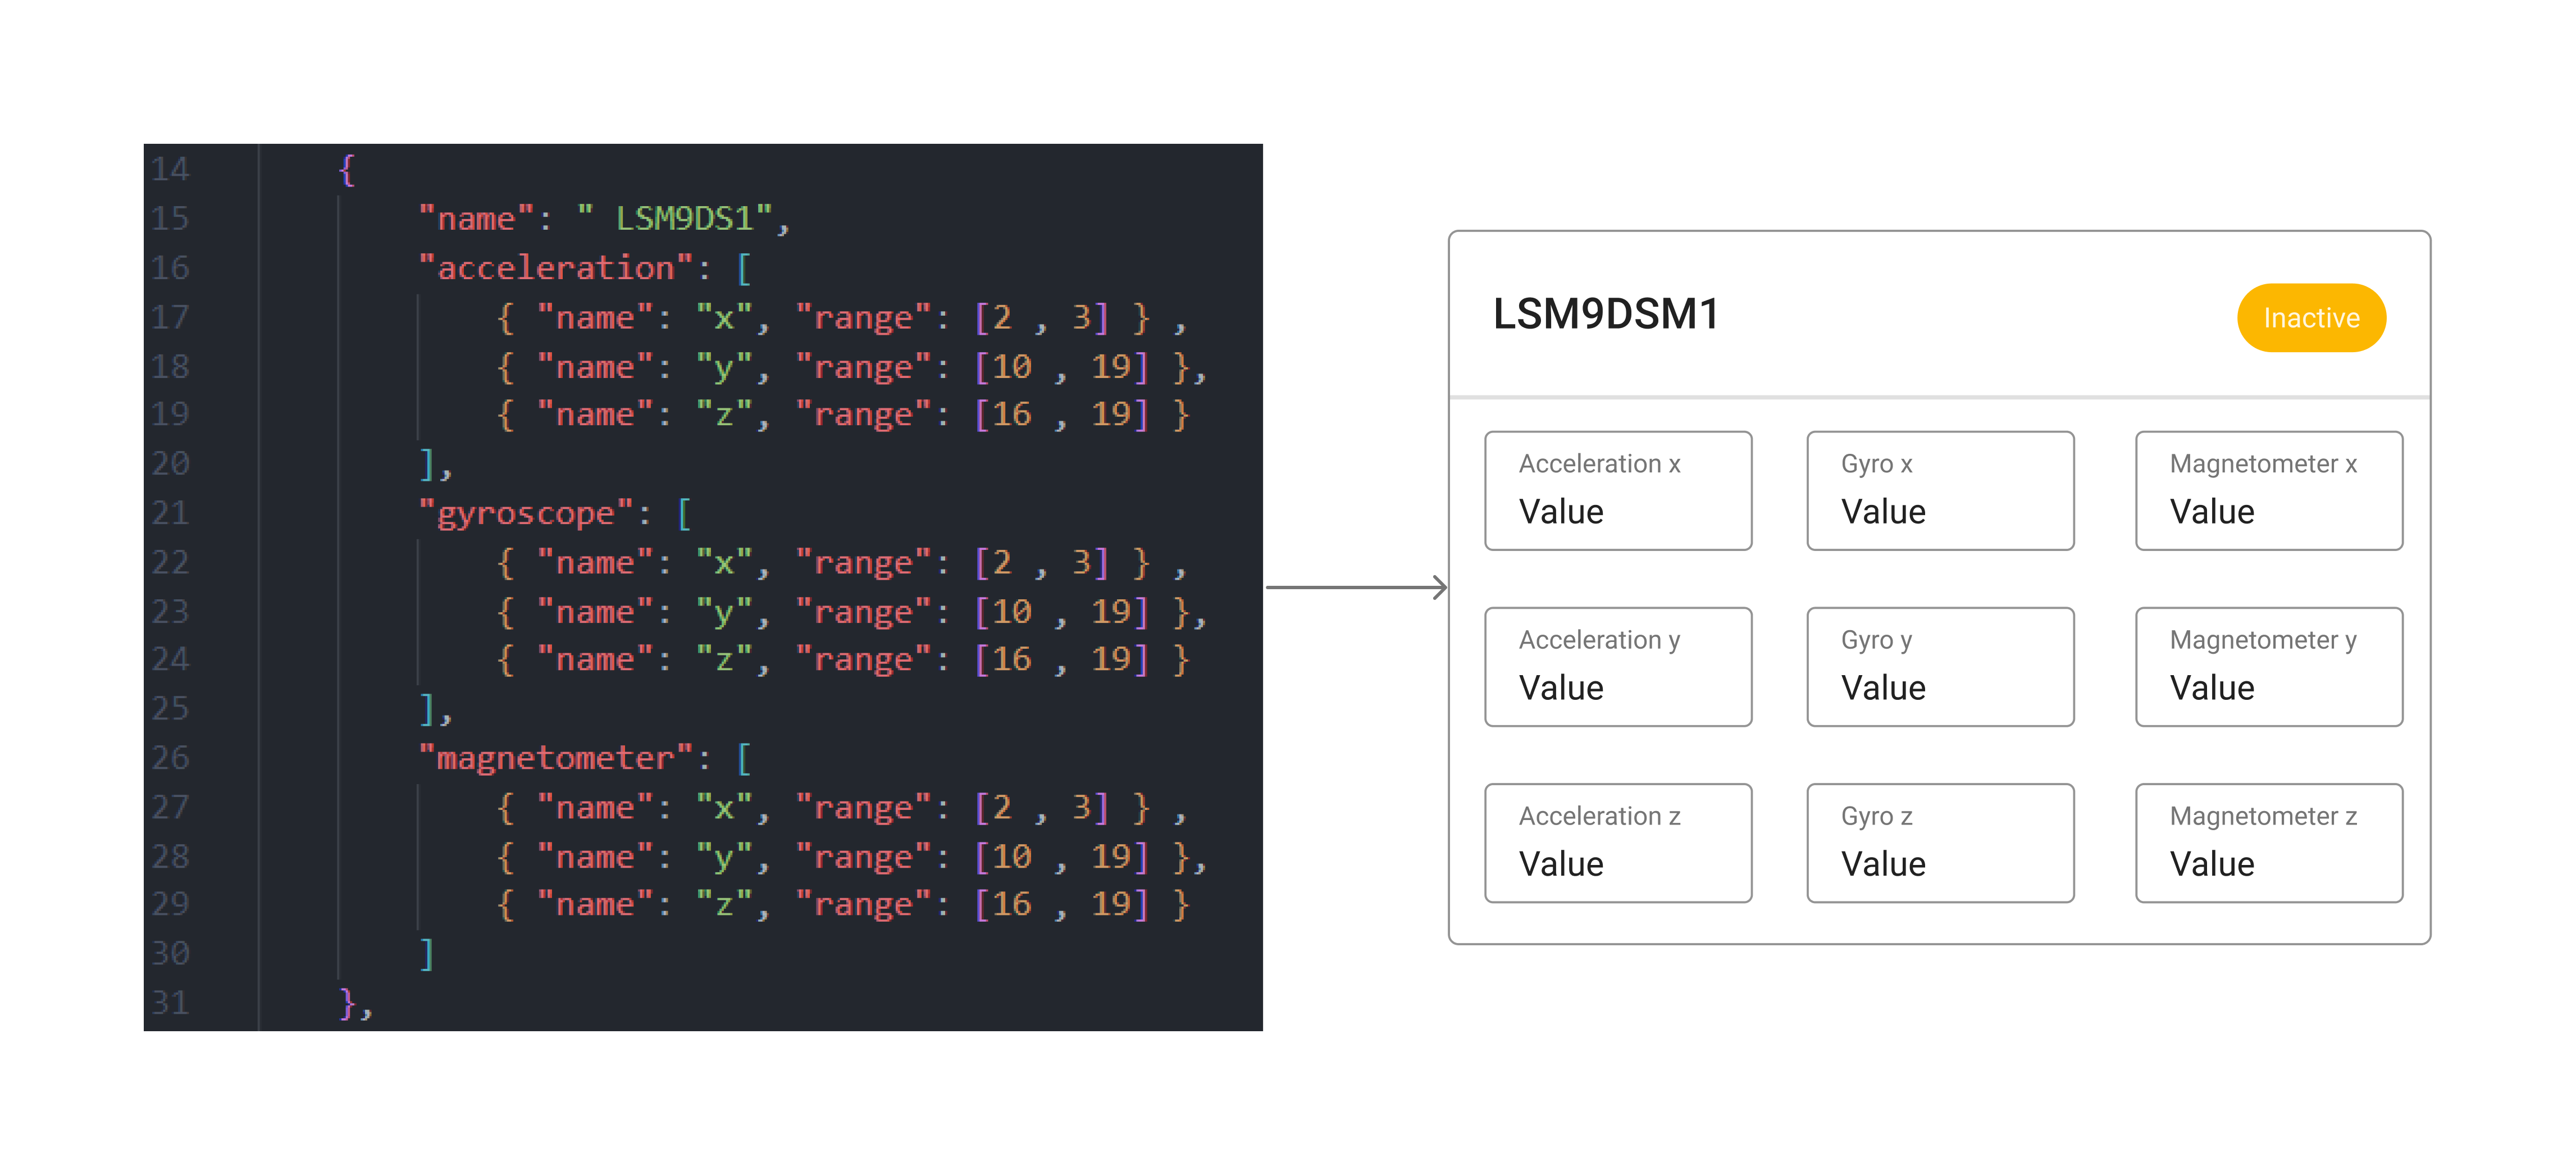 14 {
15 "name": " LSM9DS1",
16 "acceleration": [
17 { "name": "x", "range": [2 , 3] } ,
18 { "name": "y", "range": [10 , 19] },
19 { "name": "z", "range": [16 , 19] }
20 ],
21 "gyroscope": [
22 { "name": "x", "range": [2 , 3] } ,
23 { "name": "y", "range": [10 , 19] },
24 { "name": "z", "range": [16 , 19] }
25 ],
26 "magnetometer": [
27 { "name": "x", "range": [2 , 3] } ,
28 { "name": "y", "range": [10 , 19] },
29 { "name": "z", "range": [16 , 19] }
30 ]
31 },
LSM9DSM1 Inactive
Acceleration x Gyro x Magnetometer x
Value Value Value
Acceleration y Gyro y Magnetometer y
Value Value Value
Acceleration z Gyro z Magnetometer z
Value Value Value